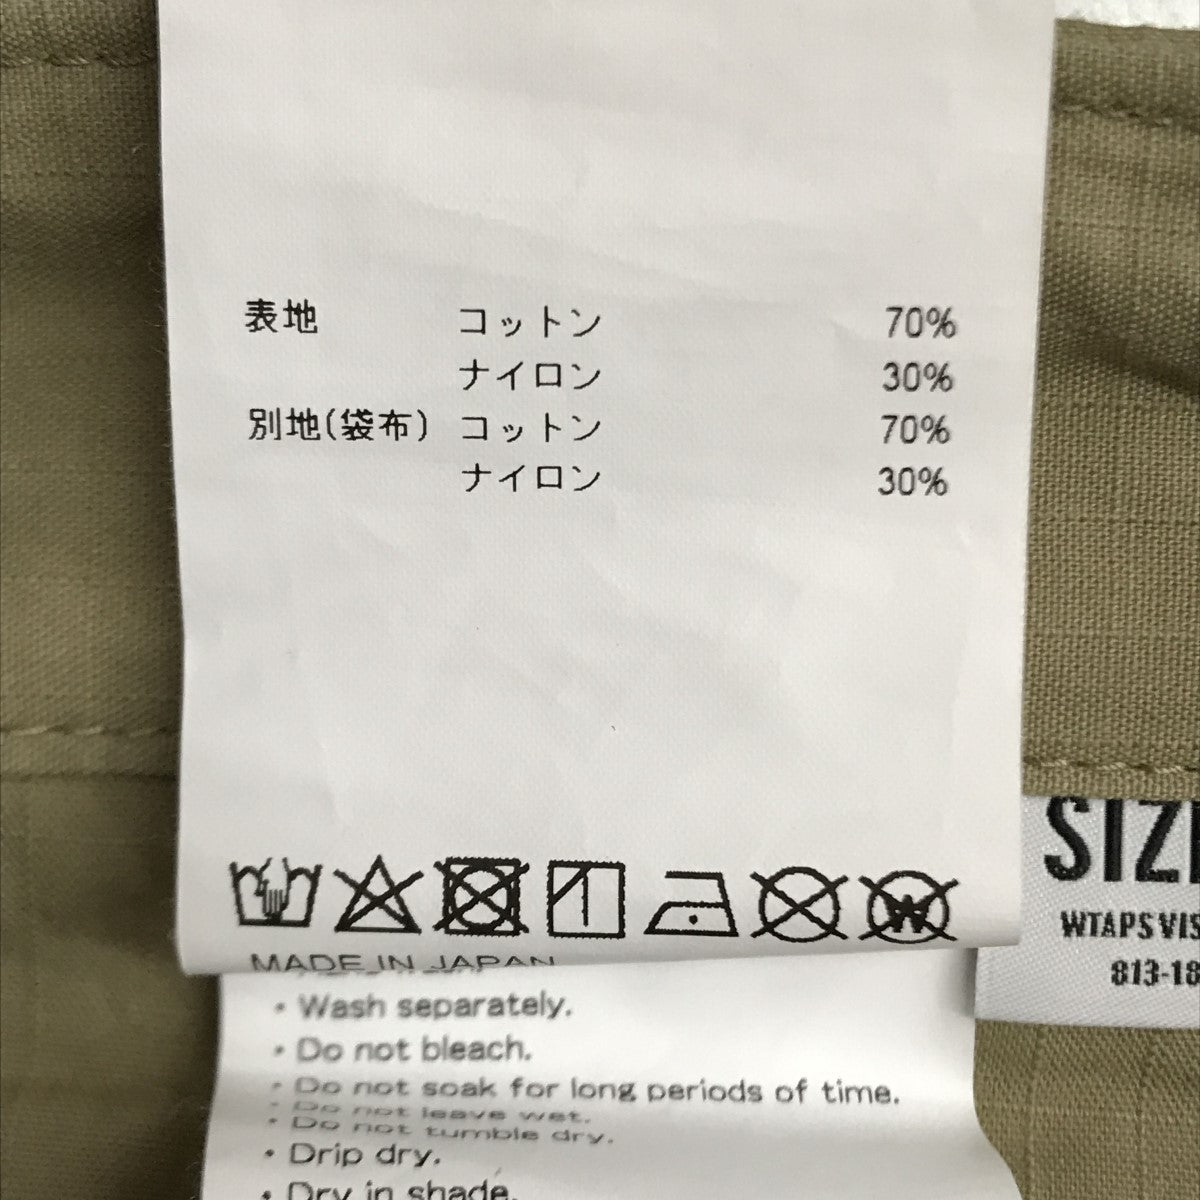 表地 コットン 70%
ナイロン 30%
別地(袋布) コットン 70%
ナイロン 30%
MADE IN JAPAN
・Wash separately.
・Do not bleach.
・Do not soak for long periods of time.
・Do not leave wet.
・Do not tumble dry.
・Drip dry.
・Dry in shade.
SIZ
WTAPS VIS
813-18